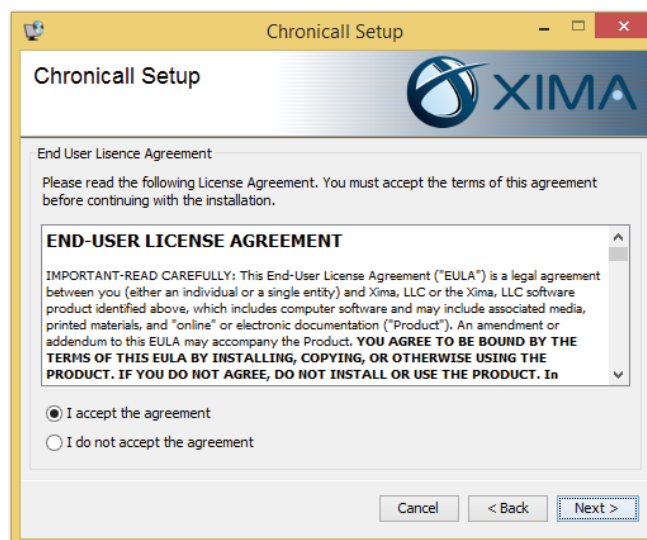 Chronicall Setup
Chronicall Setup
XIMA
End User Lisence Agreement
Please read the following License Agreement. You must accept the terms of this agreement
before continuing with the installation.
END-USER LICENSE AGREEMENT
IMPORTANT-READ CAREFULLY: This End-User License Agreement ("EULA") is a legal agreement
between you (either an individual or a single entity) and Xima, LLC or the Xima, LLC software
product identified above, which includes computer software and may include associated media,
printed materials, and "online" or electronic documentation ("Product"). An amendment or
addendum to this EULA may accompany the Product. YOU AGREE TO BE BOUND BY THE
TERMS OF THIS EULA BY INSTALLING, COPYING, OR OTHERWISE USING THE
PRODUCT. IF YOU DO NOT AGREE, DO NOT INSTALL OR USE THE PRODUCT. In
I accept the agreement
I do not accept the agreement
Cancel
< Back
Next >